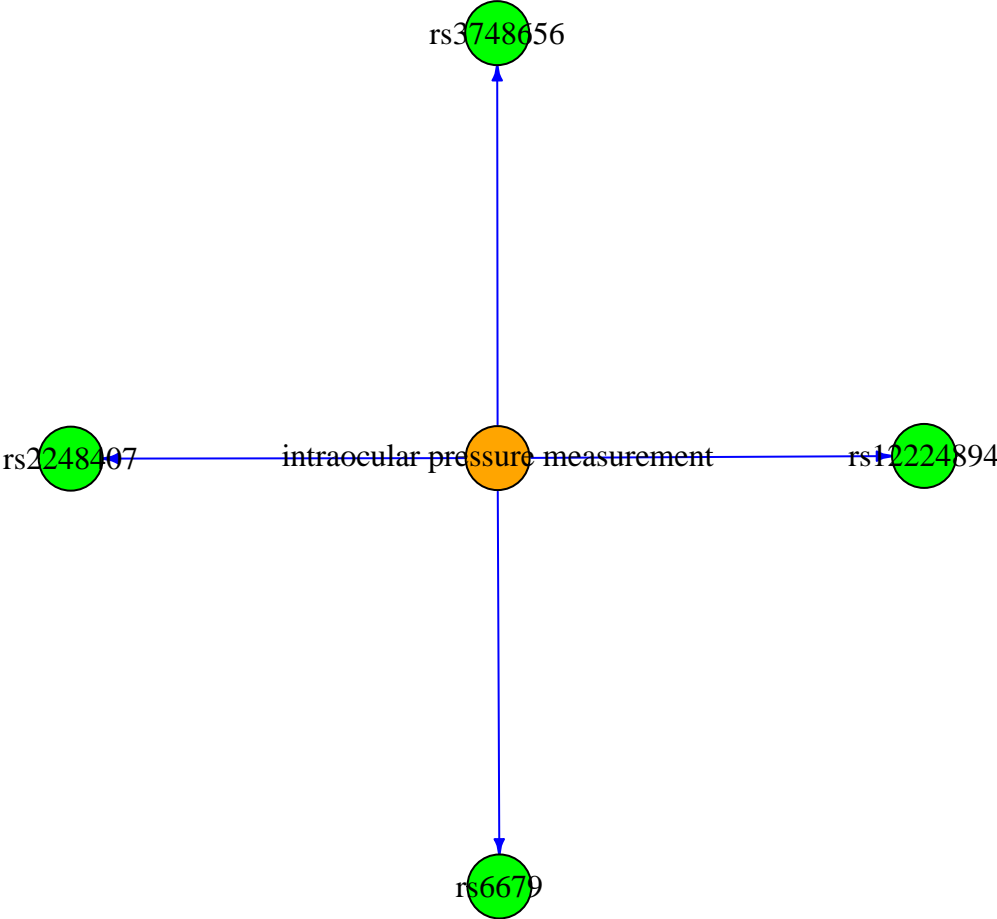 rs3748656
rs2248407
intraocular pressure measurement
rs12224894
rs6679